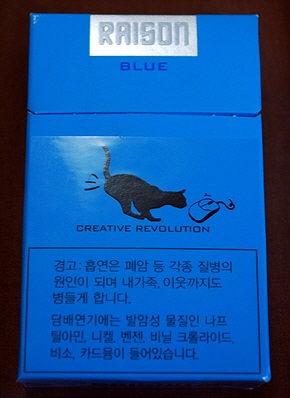 RAISON
BLUE
CREATIVE REVOLUTION
경고: 흡연은 폐암 등 각종 질병의
원인이 되며 내가족, 이웃까지도
병들게 합니다.
담배연기에는 발암성 물질인 나프
틸아민, 니켈, 벤젠, 비닐 크롤라이드,
비소, 카드뮴이 들어있습니다.